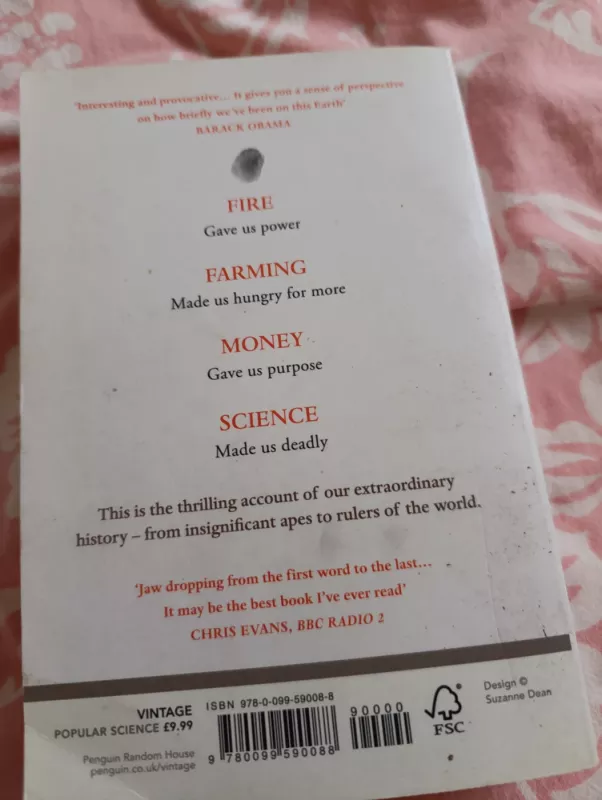 'Interesting and provocative... It gives you a sense of perspective
on how briefly we've been on this Earth'
BARACK OBAMA
FIRE
Gave us power
FARMING
Made us hungry for more
MONEY
Gave us purpose
SCIENCE
Made us deadly
This is the thrilling account of our extraordinary
history – from insignificant apes to rulers of the world.
'Jaw dropping from the first word to the last...
It may be the best book I've ever read'
CHRIS EVANS, BBC RADIO 2
VINTAGE
POPULAR SCIENCE £9.99
Penguin Random House
penguin.co.uk/vintage
ISBN 978-0-099-59008-8
90000
9 780099 590088
FSC
Design ©
Suzanne Dean